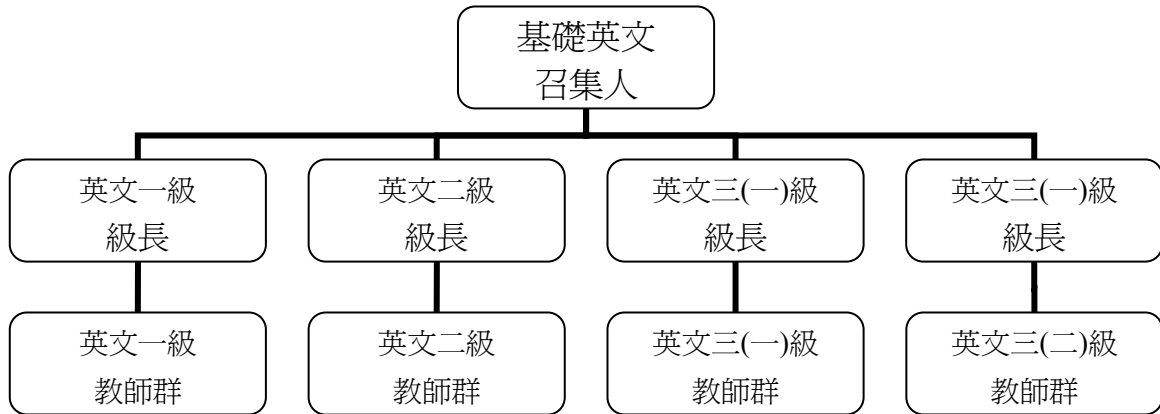 基礎英文
召集人
英文一級
級長
英文二級
級長
英文三(一)級
級長
英文三(一)級
級長
英文一級
教師群
英文二級
教師群
英文三(一)級
教師群
英文三(二)級
教師群